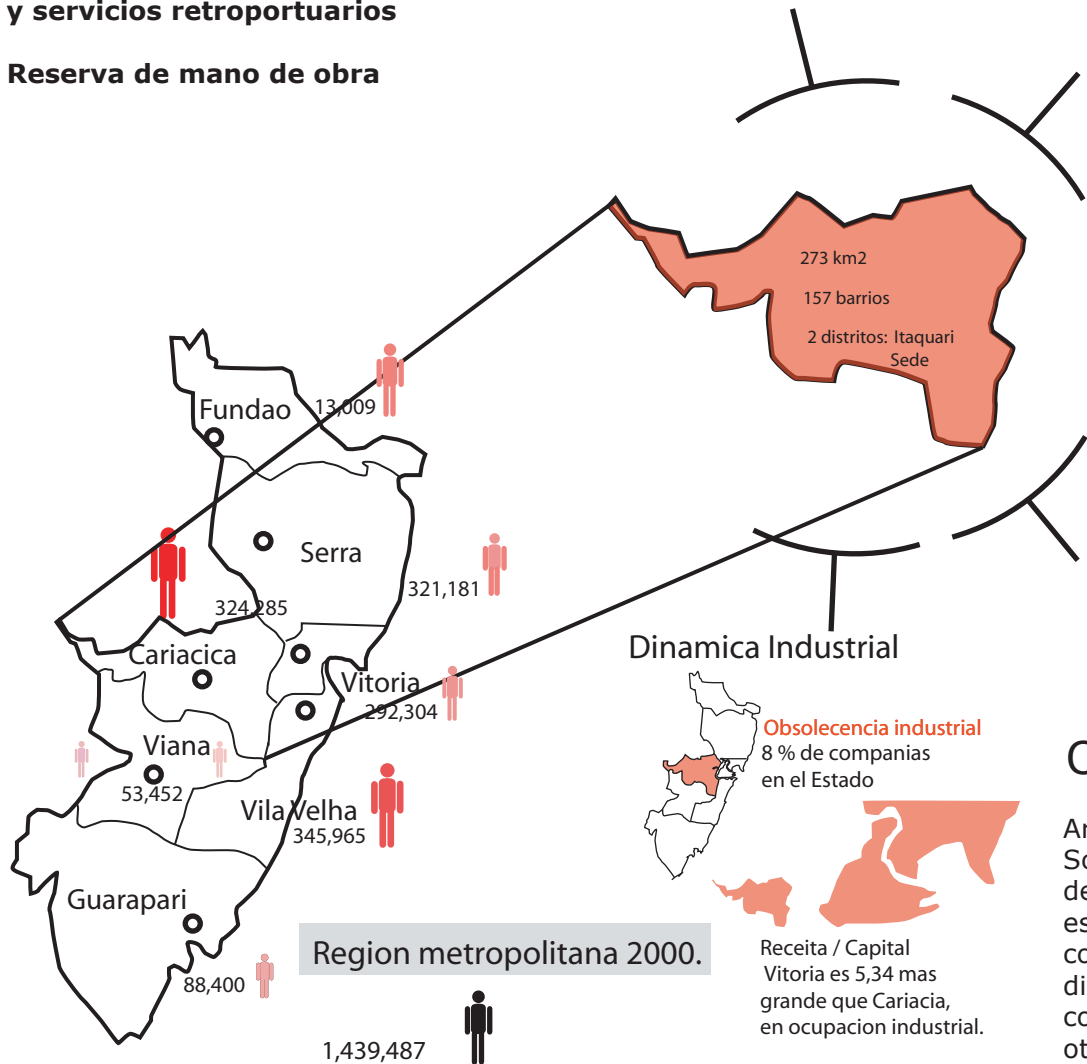 y servicios retroportuarios
Reserva de mano de obra
273 km2
157 barrios
2 distritos: Itaquari
Sede
Fundao
13,009
Serra
321,181
324,285
Cariacica
Vitoria
292,304
Viana
53,452
Vila Velha
345,965
Guarapari
88,400
Region metropolitana 2000.
1,439,487
Dinamica Industrial
Obsolecencia industrial
8 % de companias
en el Estado
Receita / Capital
Vitoria es 5,34 mas
grande que Cariacia,
en ocupacion industrial.